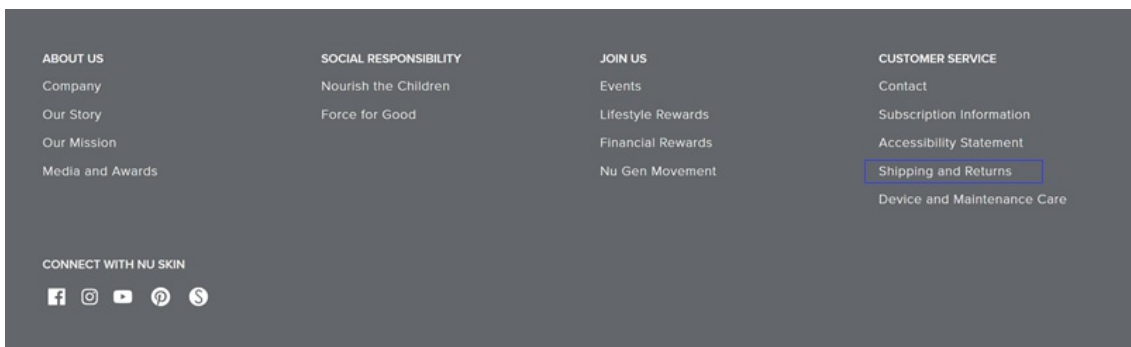 ABOUT US
Company
Our Story
Our Mission
Media and Awards
SOCIAL RESPONSIBILITY
Nourish the Children
Force for Good
JOIN US
Events
Lifestyle Rewards
Financial Rewards
Nu Gen Movement
CUSTOMER SERVICE
Contact
Subscription Information
Accessibility Statement
Shipping and Returns
Device and Maintenance Care
CONNECT WITH NU SKIN